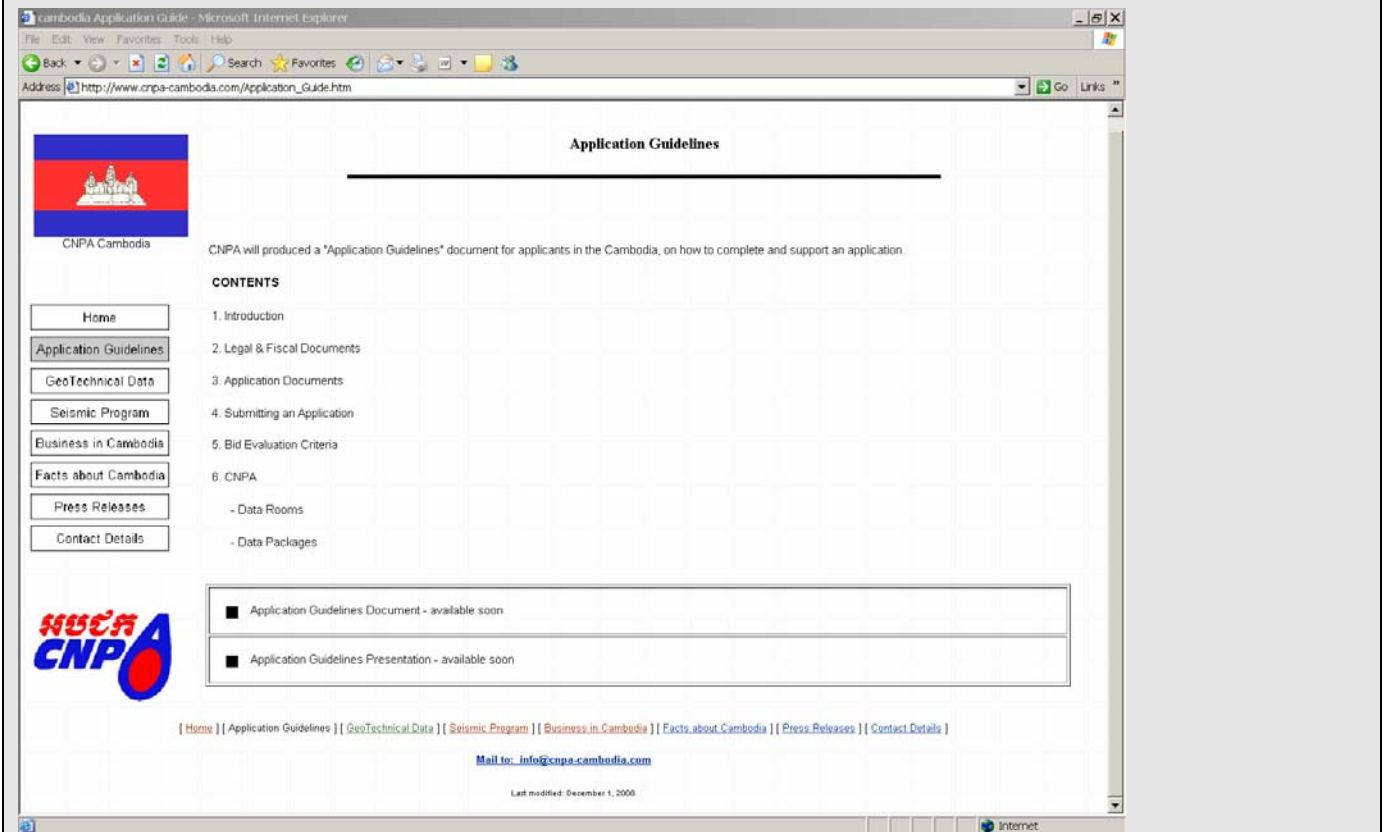 cambodia Application Guide - Microsoft Internet Explorer
File Edit View Favorites Tools Help
Back Search Favorites
Address http://www.cnpa-cambodia.com/Application_Guide.htm Go Links "
Application Guidelines
CNPA Cambodia
CNPA will produced a "Application Guidelines" document for applicants in the Cambodia, on how to complete and support an application.
CONTENTS
Home
1. Introduction
Application Guidelines
2. Legal & Fiscal Documents
GeoTechnical Data
3. Application Documents
Seismic Program
4. Submitting an Application
Business in Cambodia
5. Bid Evaluation Criteria
Facts about Cambodia
6. CNPA
Press Releases
- Data Rooms
Contact Details
- Data Packages
Application Guidelines Document - available soon
អបជក
CNPA
Application Guidelines Presentation - available soon
[ Home ] [ Application Guidelines ] [ GeoTechnical Data ] [ Seismic Program ] [ Business in Cambodia ] [ Facts about Cambodia ] [ Press Releases ] [ Contact Details ]
Mail to: info@cnpa-cambodia.com
Last modified: December 1, 2008
Internet